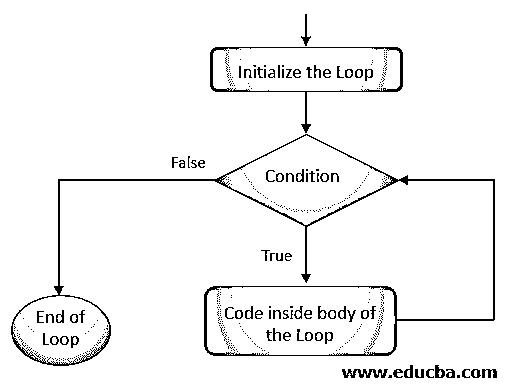 Initialize the Loop
False
Condition
True
End of
Loop
Code inside body of
the Loop
www.educba.com